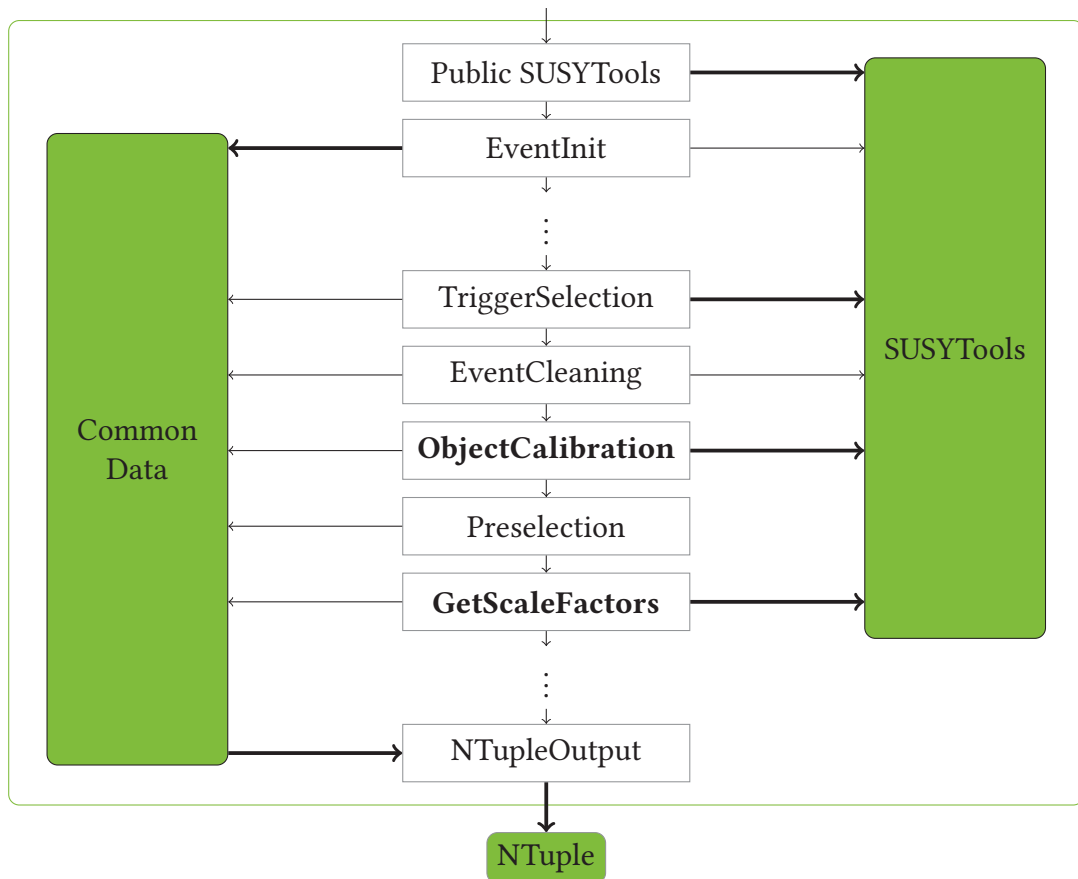 Public SUSYTools
EventInit
⋮
TriggerSelection
EventCleaning
ObjectCalibration
Preselection
GetScaleFactors
⋮
NTupleOutput
Common
Data
SUSYTools
NTuple